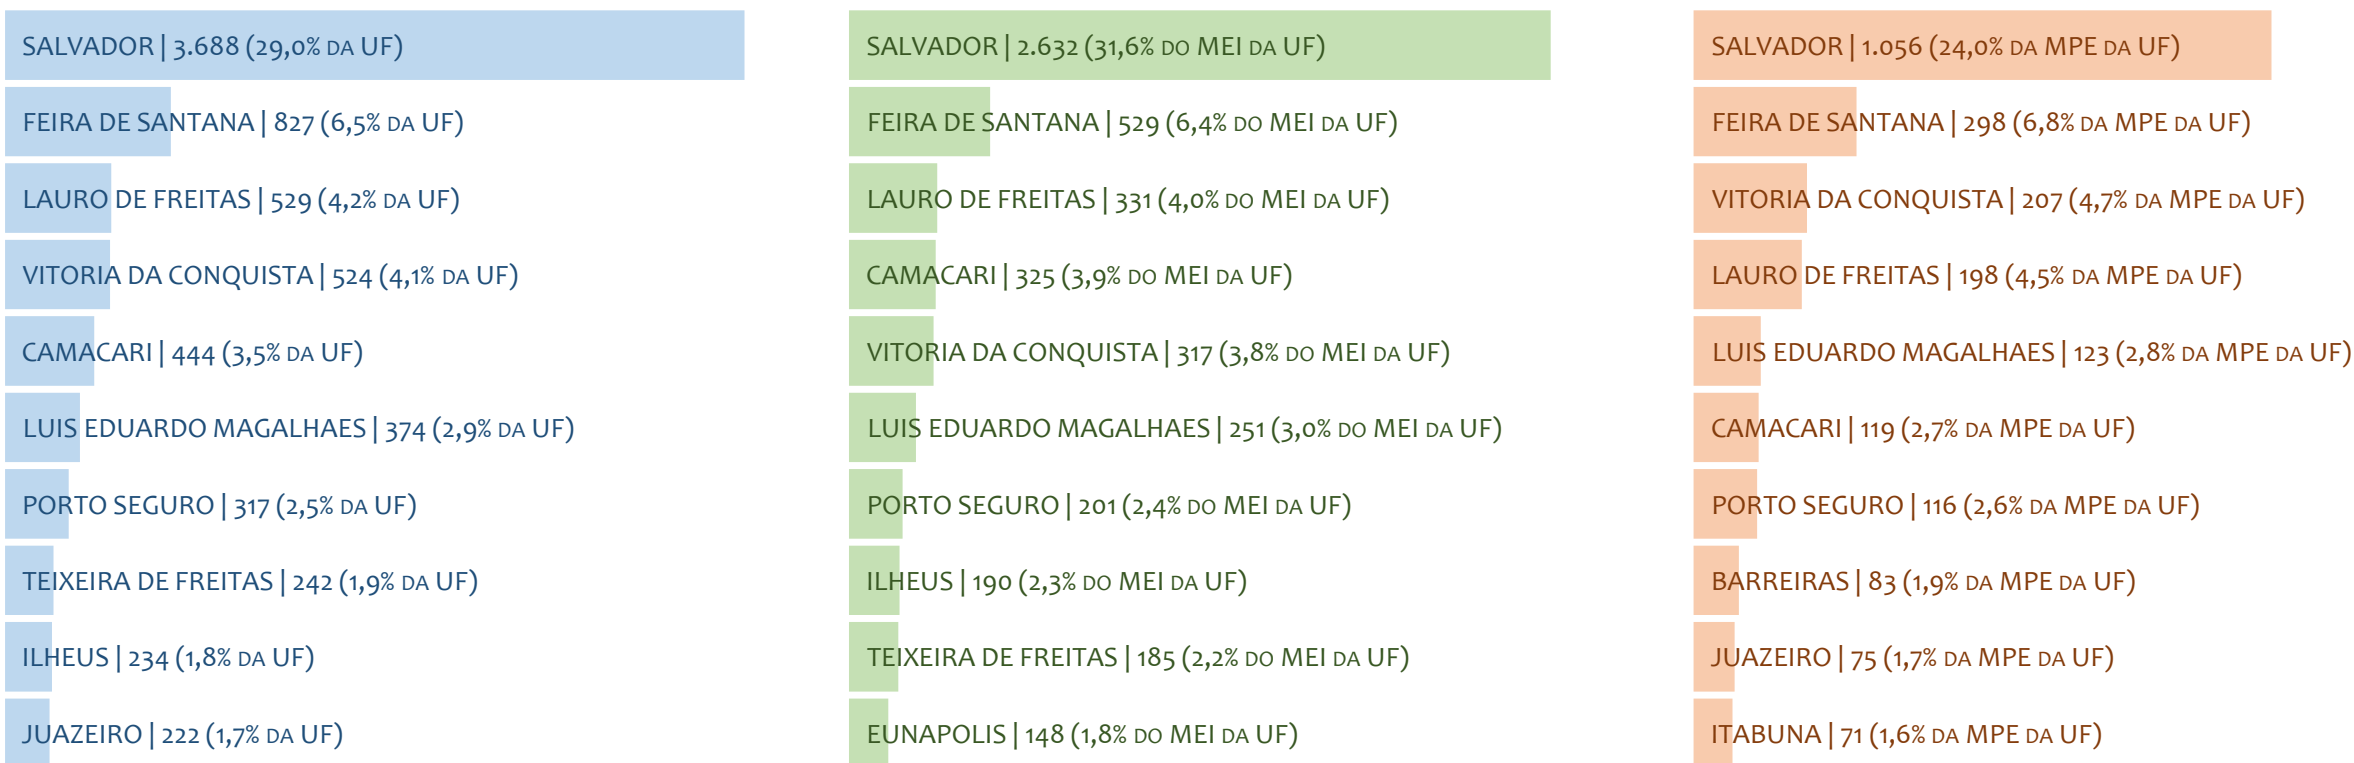 SALVADOR | 3.688 (29,0% DA UF)
FEIRA DE SANTANA | 827 (6,5% DA UF)
LAURO DE FREITAS | 529 (4,2% DA UF)
VITORIA DA CONQUISTA | 524 (4,1% DA UF)
CAMACARI | 444 (3,5% DA UF)
LUIS EDUARDO MAGALHAES | 374 (2,9% DA UF)
PORTO SEGURO | 317 (2,5% DA UF)
TEIXEIRA DE FREITAS | 242 (1,9% DA UF)
ILHEUS | 234 (1,8% DA UF)
JUAZEIRO | 222 (1,7% DA UF)
SALVADOR | 2.632 (31,6% DO MEI DA UF)
FEIRA DE SANTANA | 529 (6,4% DO MEI DA UF)
LAURO DE FREITAS | 331 (4,0% DO MEI DA UF)
CAMACARI | 325 (3,9% DO MEI DA UF)
VITORIA DA CONQUISTA | 317 (3,8% DO MEI DA UF)
LUIS EDUARDO MAGALHAES | 251 (3,0% DO MEI DA UF)
PORTO SEGURO | 201 (2,4% DO MEI DA UF)
ILHEUS | 190 (2,3% DO MEI DA UF)
TEIXEIRA DE FREITAS | 185 (2,2% DO MEI DA UF)
EUNAPOLIS | 148 (1,8% DO MEI DA UF)
SALVADOR | 1.056 (24,0% DA MPE DA UF)
FEIRA DE SANTANA | 298 (6,8% DA MPE DA UF)
VITORIA DA CONQUISTA | 207 (4,7% DA MPE DA UF)
LAURO DE FREITAS | 198 (4,5% DA MPE DA UF)
LUIS EDUARDO MAGALHAES | 123 (2,8% DA MPE DA UF)
CAMACARI | 119 (2,7% DA MPE DA UF)
PORTO SEGURO | 116 (2,6% DA MPE DA UF)
BARREIRAS | 83 (1,9% DA MPE DA UF)
JUAZEIRO | 75 (1,7% DA MPE DA UF)
ITABUNA | 71 (1,6% DA MPE DA UF)